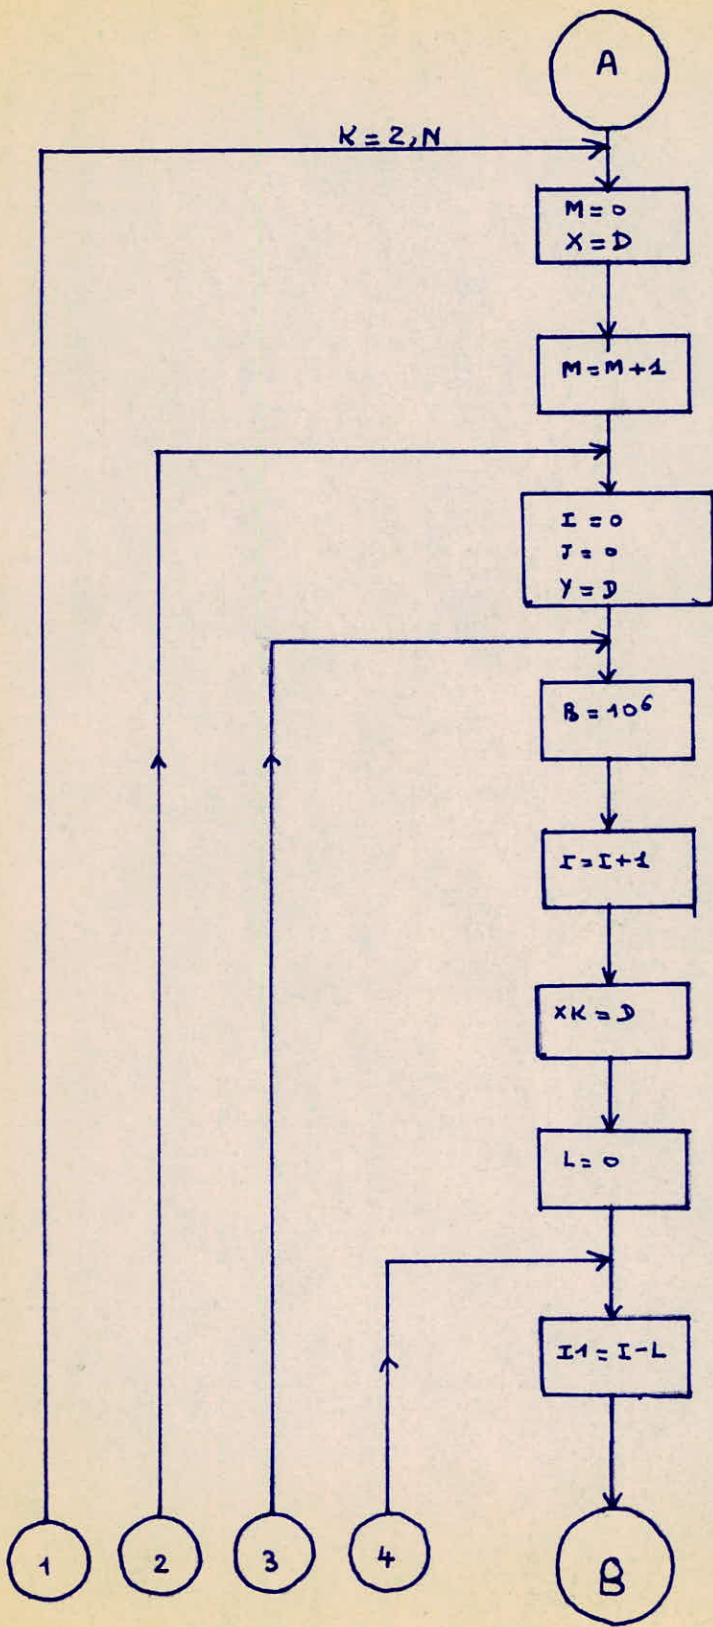 A
K = 2, N
M = 0
X = D
M = M + 1
I = 0
J = 0
Y = D
B = 10⁶
I = I + 1
XK = D
L = 0
I1 = I - L
1
2
3
4
B